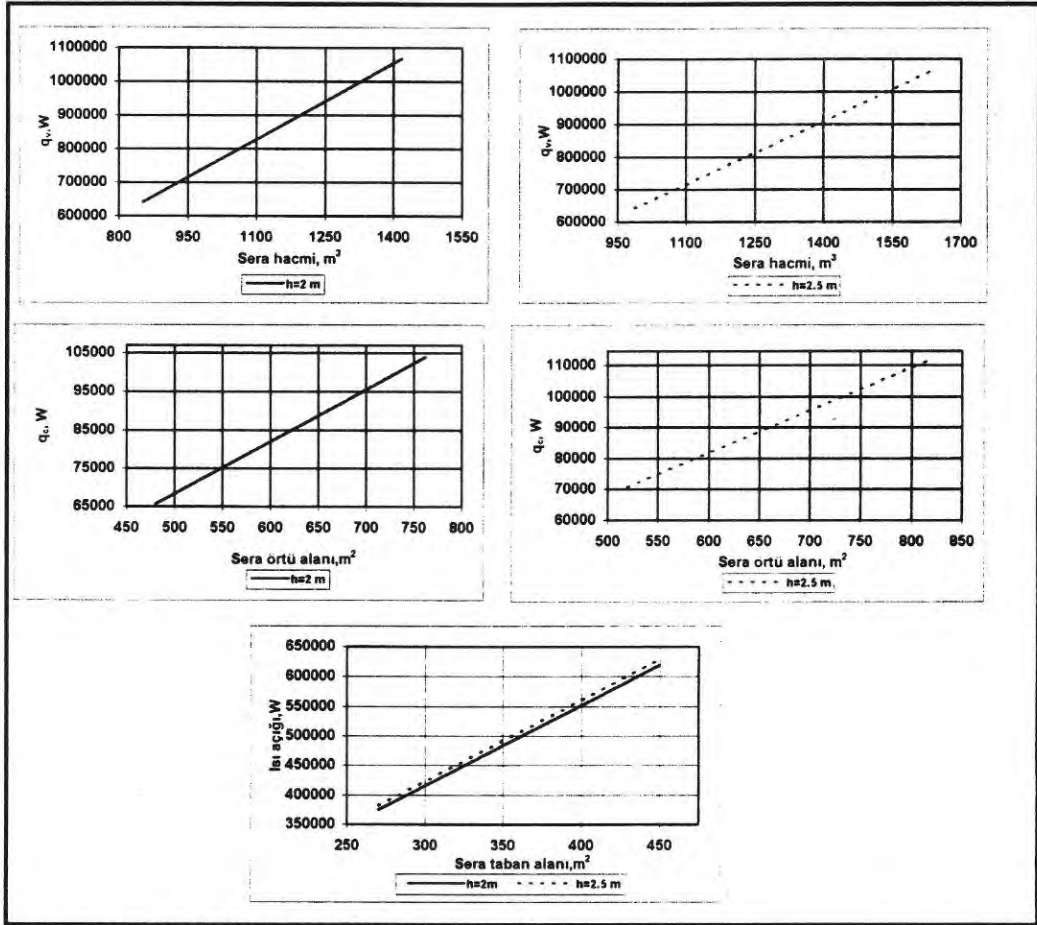 1100000
1000000
900000
800000
700000
600000
qv, W
800 950 1100 1250 1400 1550
Sera hacmi, m³
h=2 m
1100000
1000000
900000
800000
700000
600000
qv,W
950 1100 1250 1400 1550 1700
Sera hacmi, m³
h=2.5 m
105000
95000
85000
75000
65000
qc, W
450 500 550 600 650 700 750 800
Sera örtü alanı,m²
h=2 m
110000
100000
90000
80000
70000
60000
qc, W
500 550 600 650 700 750 800 850
Sera örtü alanı, m²
h=2.5 m
650000
600000
550000
500000
450000
400000
350000
Isı açığı,W
250 300 350 400 450
Sera taban alanı,m²
h=2m h=2.5 m